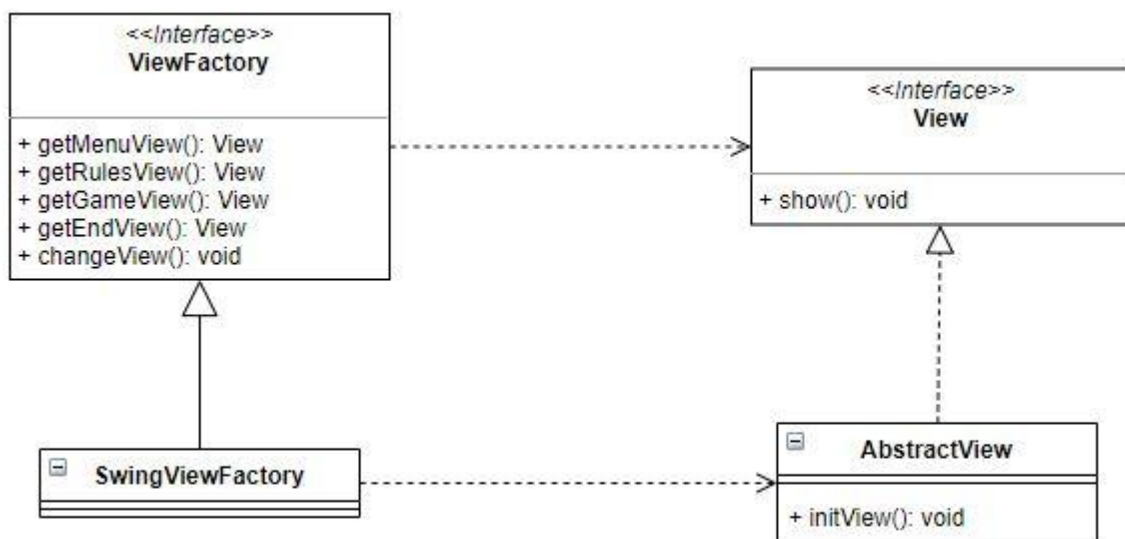 <<Interface>>
ViewFactory
+ getMenuView(): View
+ getRulesView(): View
+ getGameView(): View
+ getEndView(): View
+ changeView(): void
<<Interface>>
View
+ show(): void
SwingViewFactory
AbstractView
+ initView(): void